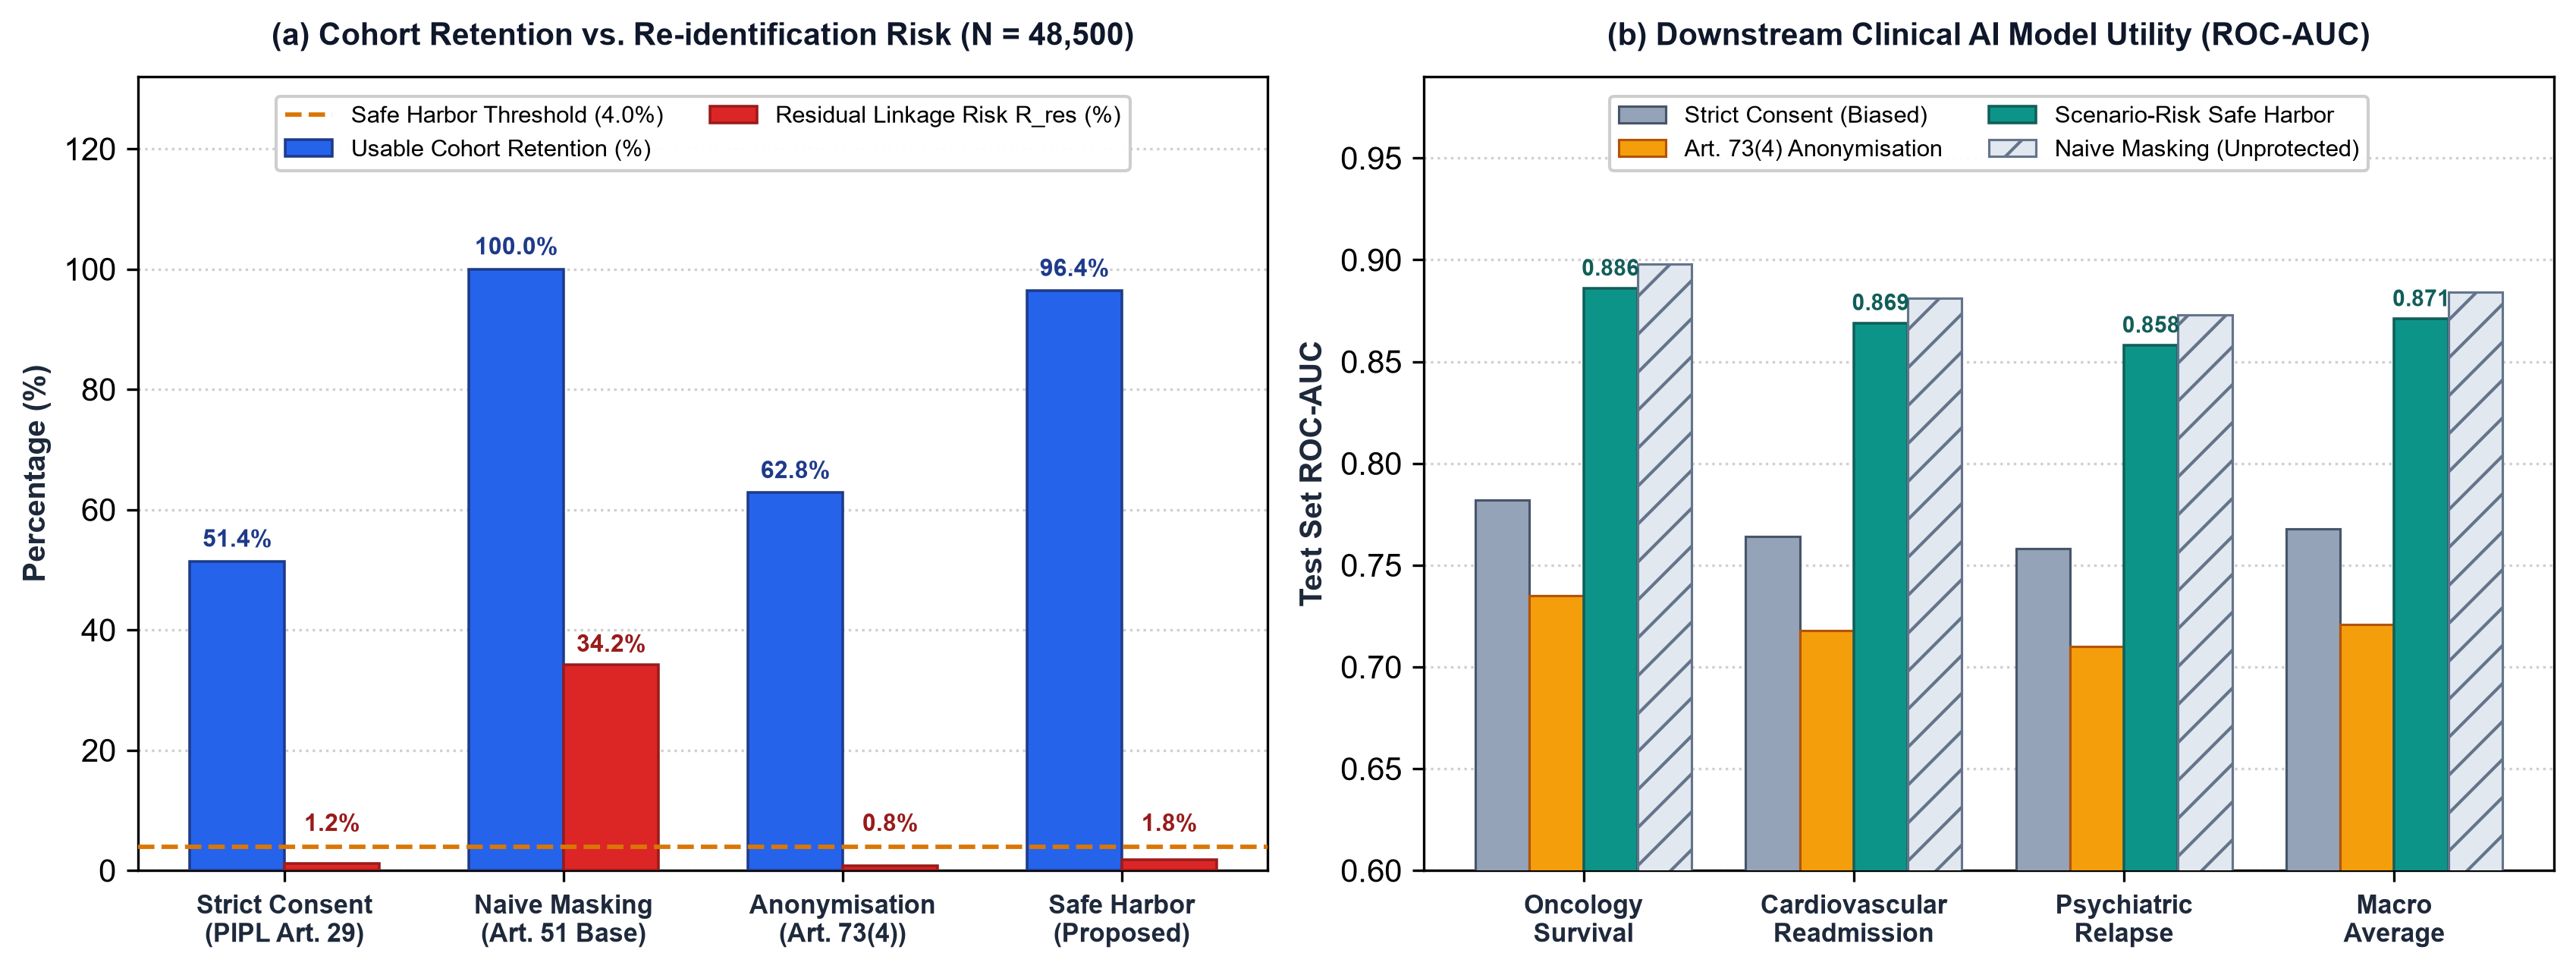 (a) Cohort Retention vs. Re-identification Risk (N = 48,500)
Safe Harbor Threshold (4.0%)
Usable Cohort Retention (%)
Residual Linkage Risk R_res (%)
Percentage (%)
120
100
80
60
40
20
0
51.4%
1.2%
100.0%
34.2%
62.8%
0.8%
96.4%
1.8%
Strict Consent
(PIPL Art. 29)
Naive Masking
(Art. 51 Base)
Anonymisation
(Art. 73(4))
Safe Harbor
(Proposed)
(b) Downstream Clinical AI Model Utility (ROC-AUC)
Strict Consent (Biased)
Art. 73(4) Anonymisation
Scenario-Risk Safe Harbor
Naive Masking (Unprotected)
Test Set ROC-AUC
0.95
0.90
0.85
0.80
0.75
0.70
0.65
0.60
0.886
0.869
0.858
0.871
Oncology
Survival
Cardiovascular
Readmission
Psychiatric
Relapse
Macro
Average